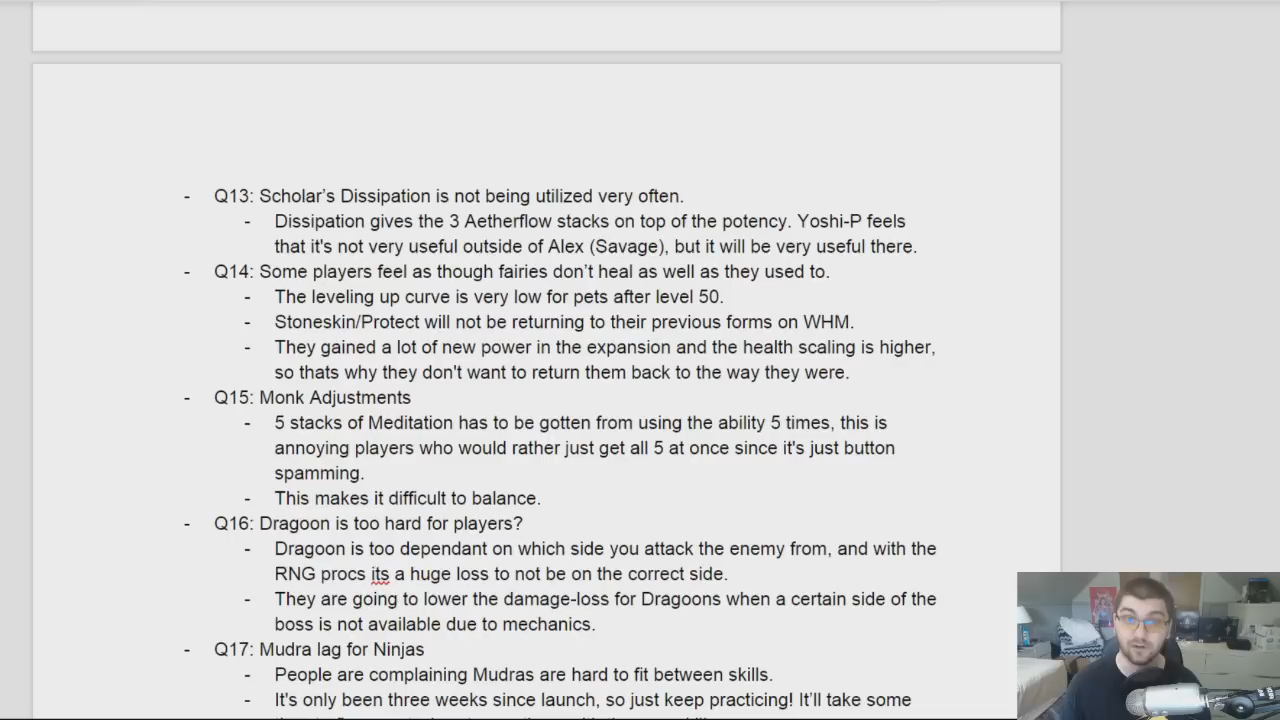 - Q13: Scholar’s Dissipation is not being utilized very often.
- Dissipation gives the 3 Aetherflow stacks on top of the potency. Yoshi-P feels
that it's not very useful outside of Alex (Savage), but it will be very useful there.
- Q14: Some players feel as though fairies don’t heal as well as they used to.
- The leveling up curve is very low for pets after level 50.
- Stoneskin/Protect will not be returning to their previous forms on WHM.
- They gained a lot of new power in the expansion and the health scaling is higher,
so thats why they don't want to return them back to the way they were.
- Q15: Monk Adjustments
- 5 stacks of Meditation has to be gotten from using the ability 5 times, this is
annoying players who would rather just get all 5 at once since it's just button
spamming.
- This makes it difficult to balance.
- Q16: Dragoon is too hard for players?
- Dragoon is too dependant on which side you attack the enemy from, and with the
RNG procs its a huge loss to not be on the correct side.
- They are going to lower the damage-loss for Dragoons when a certain side of the
boss is not available due to mechanics.
- Q17: Mudra lag for Ninjas
- People are complaining Mudras are hard to fit between skills.
- It's only been three weeks since launch, so just keep practicing! It’ll take some